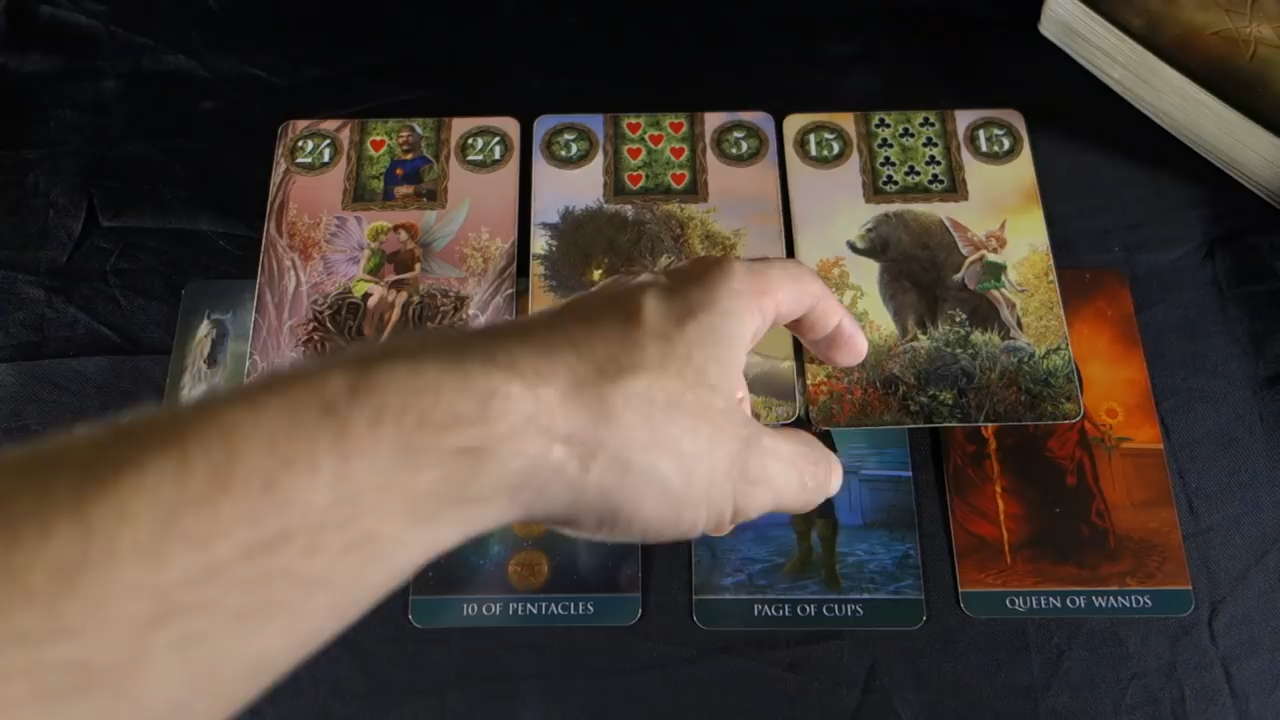 24 24
5 5
15 15
10 OF PENTACLES
PAGE OF CUPS
QUEEN OF WANDS